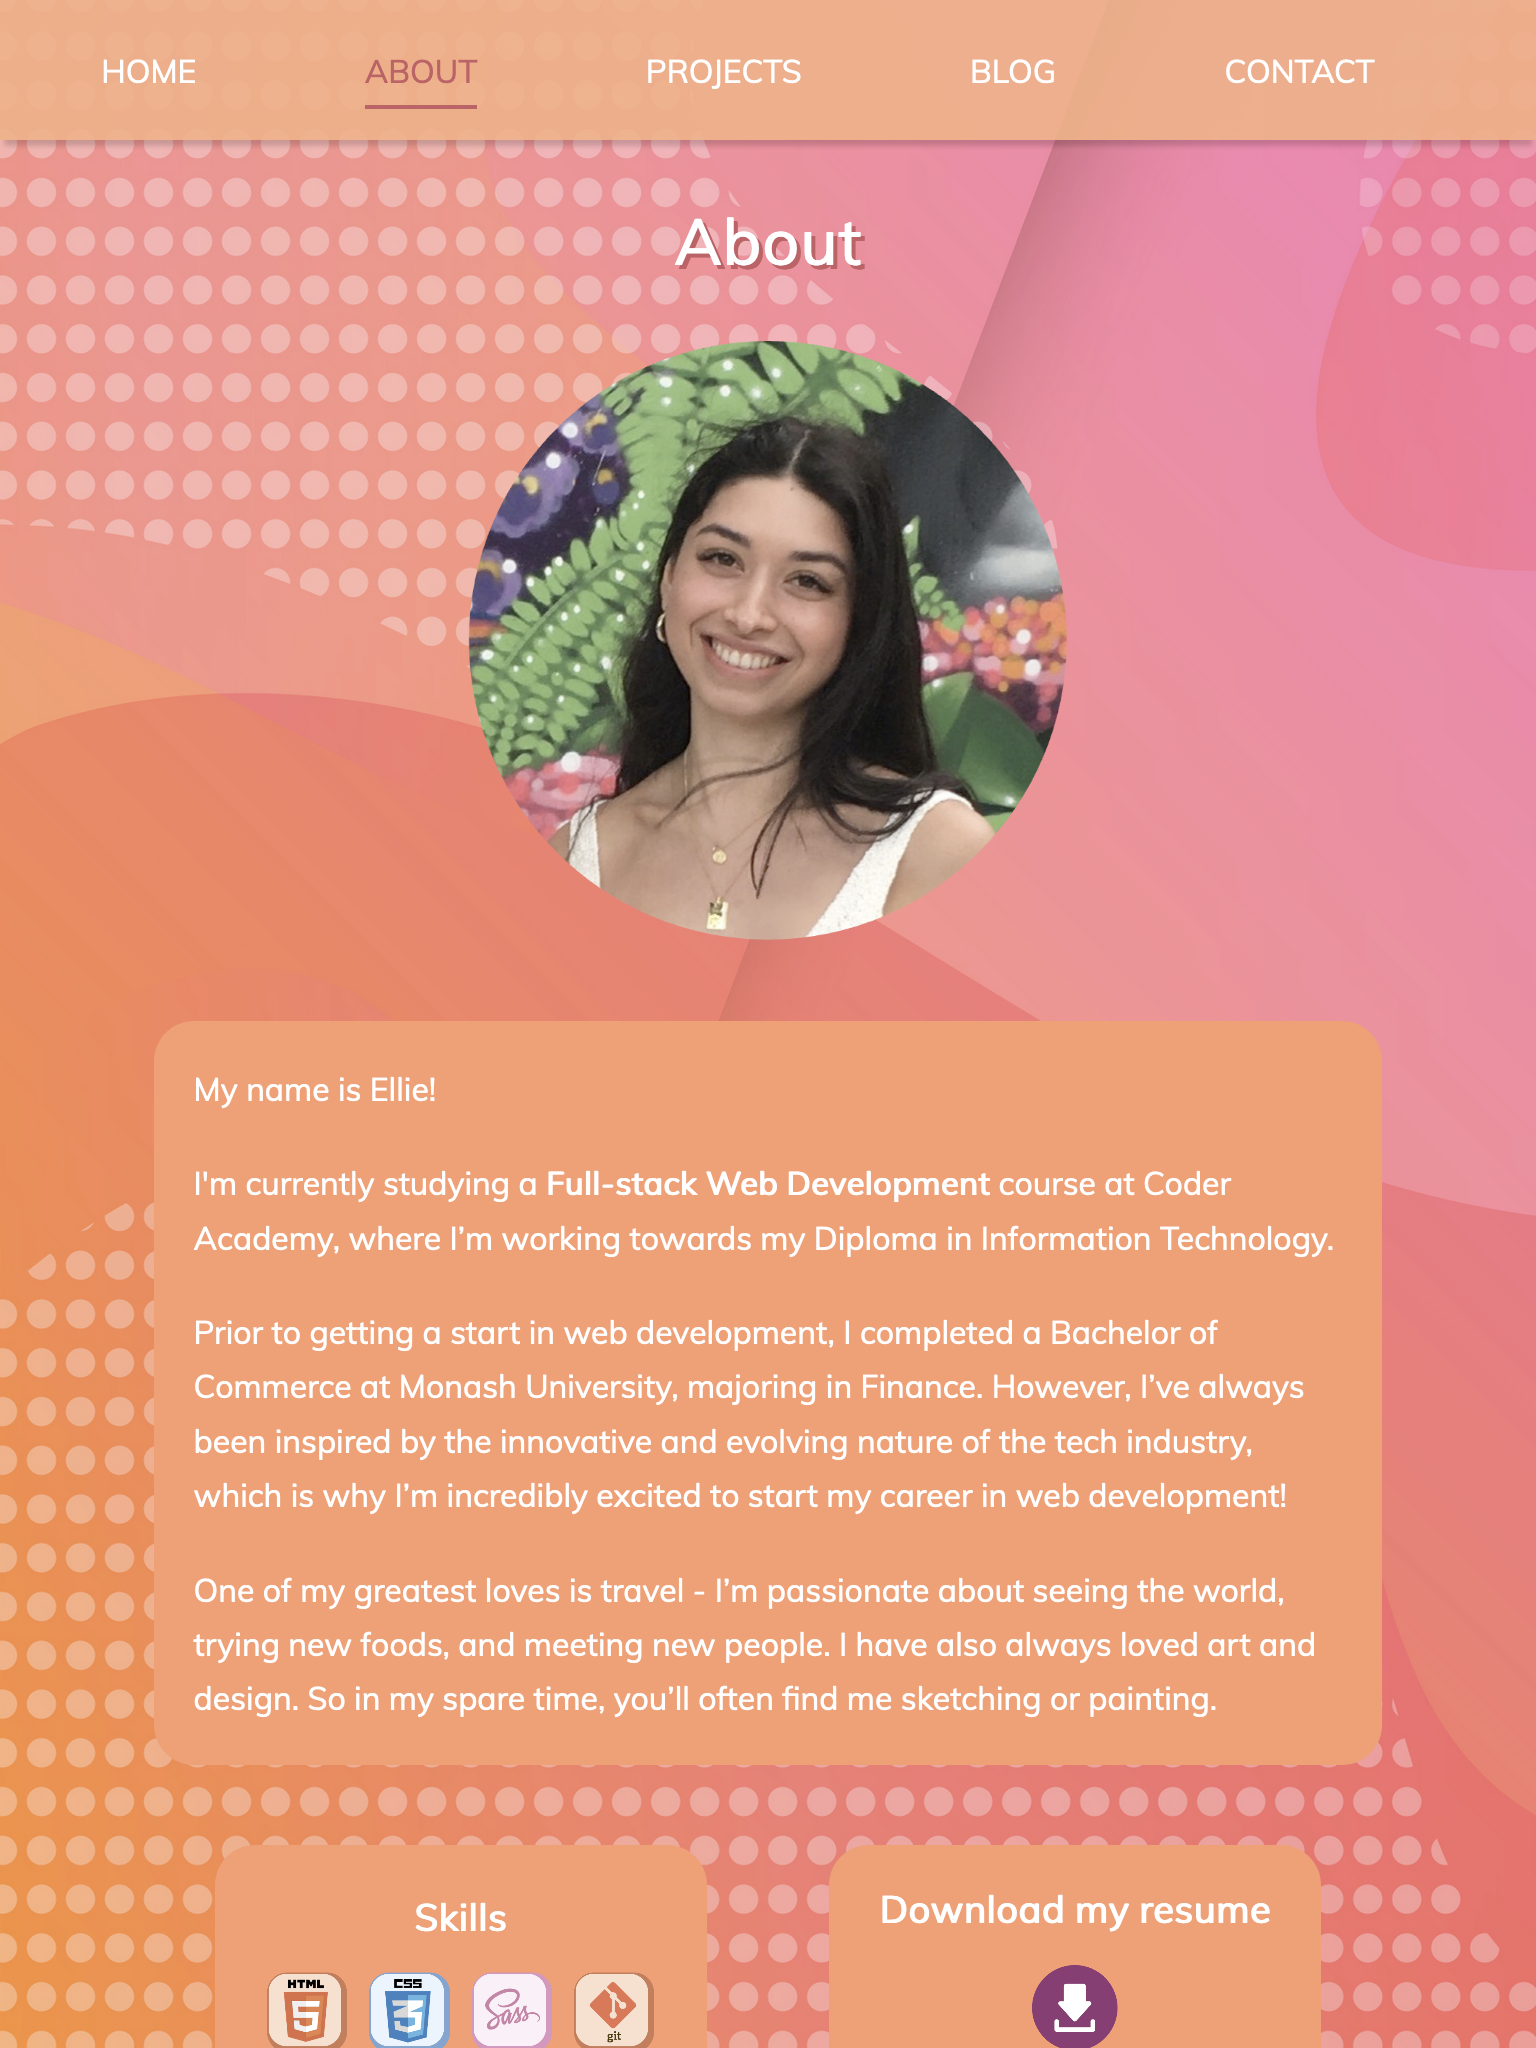 HOME ABOUT PROJECTS BLOG CONTACT
About
My name is Ellie!
I'm currently studying a Full-stack Web Development course at Coder
Academy, where I’m working towards my Diploma in Information Technology.
Prior to getting a start in web development, I completed a Bachelor of
Commerce at Monash University, majoring in Finance. However, I’ve always
been inspired by the innovative and evolving nature of the tech industry,
which is why I’m incredibly excited to start my career in web development!
One of my greatest loves is travel - I’m passionate about seeing the world,
trying new foods, and meeting new people. I have also always loved art and
design. So in my spare time, you’ll often find me sketching or painting.
Skills
HTML 5
CSS 3
Sass
git
Download my resume